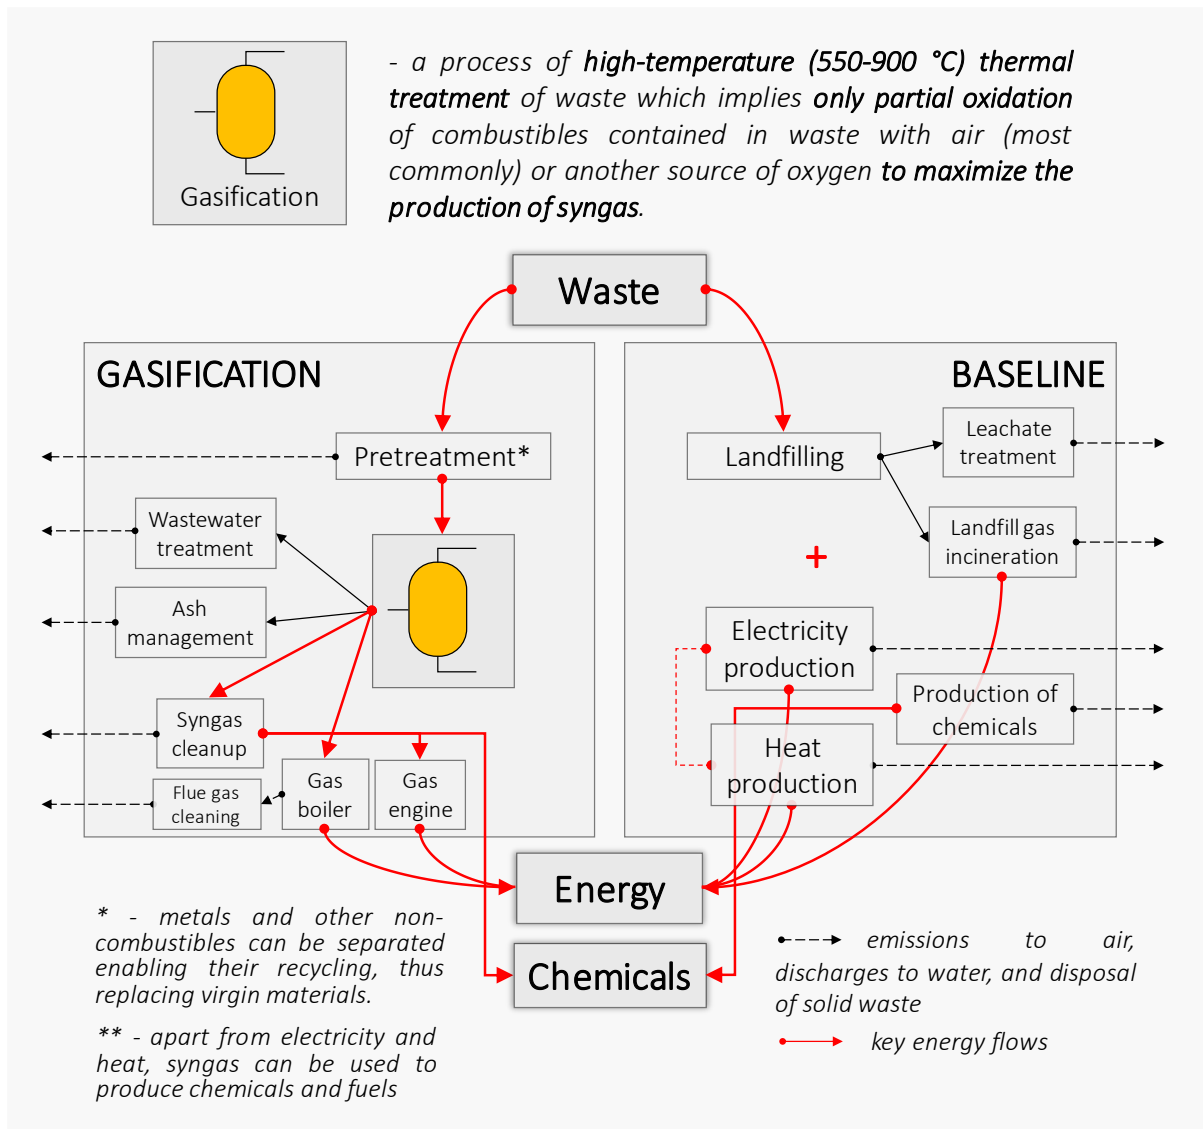 - a process of high-temperature (550-900 °C) thermal
treatment of waste which implies only partial oxidation
of combustibles contained in waste with air (most
commonly) or another source of oxygen to maximize the
production of syngas.
Gasification
Waste
GASIFICATION
BASELINE
Pretreatment*
Wastewater
treatment
Ash
management
Syngas
cleanup
Flue gas
cleaning
Gas
boiler
Gas
engine
Landfilling
Leachate
treatment
Landfill gas
incineration
+
Electricity
production
Production of
chemicals
Heat
production
Energy
Chemicals
* - metals and other non-
combustibles can be separated
enabling their recycling, thus
replacing virgin materials.
** - apart from electricity and
heat, syngas can be used to
produce chemicals and fuels
emissions to air,
discharges to water, and disposal
of solid waste
key energy flows